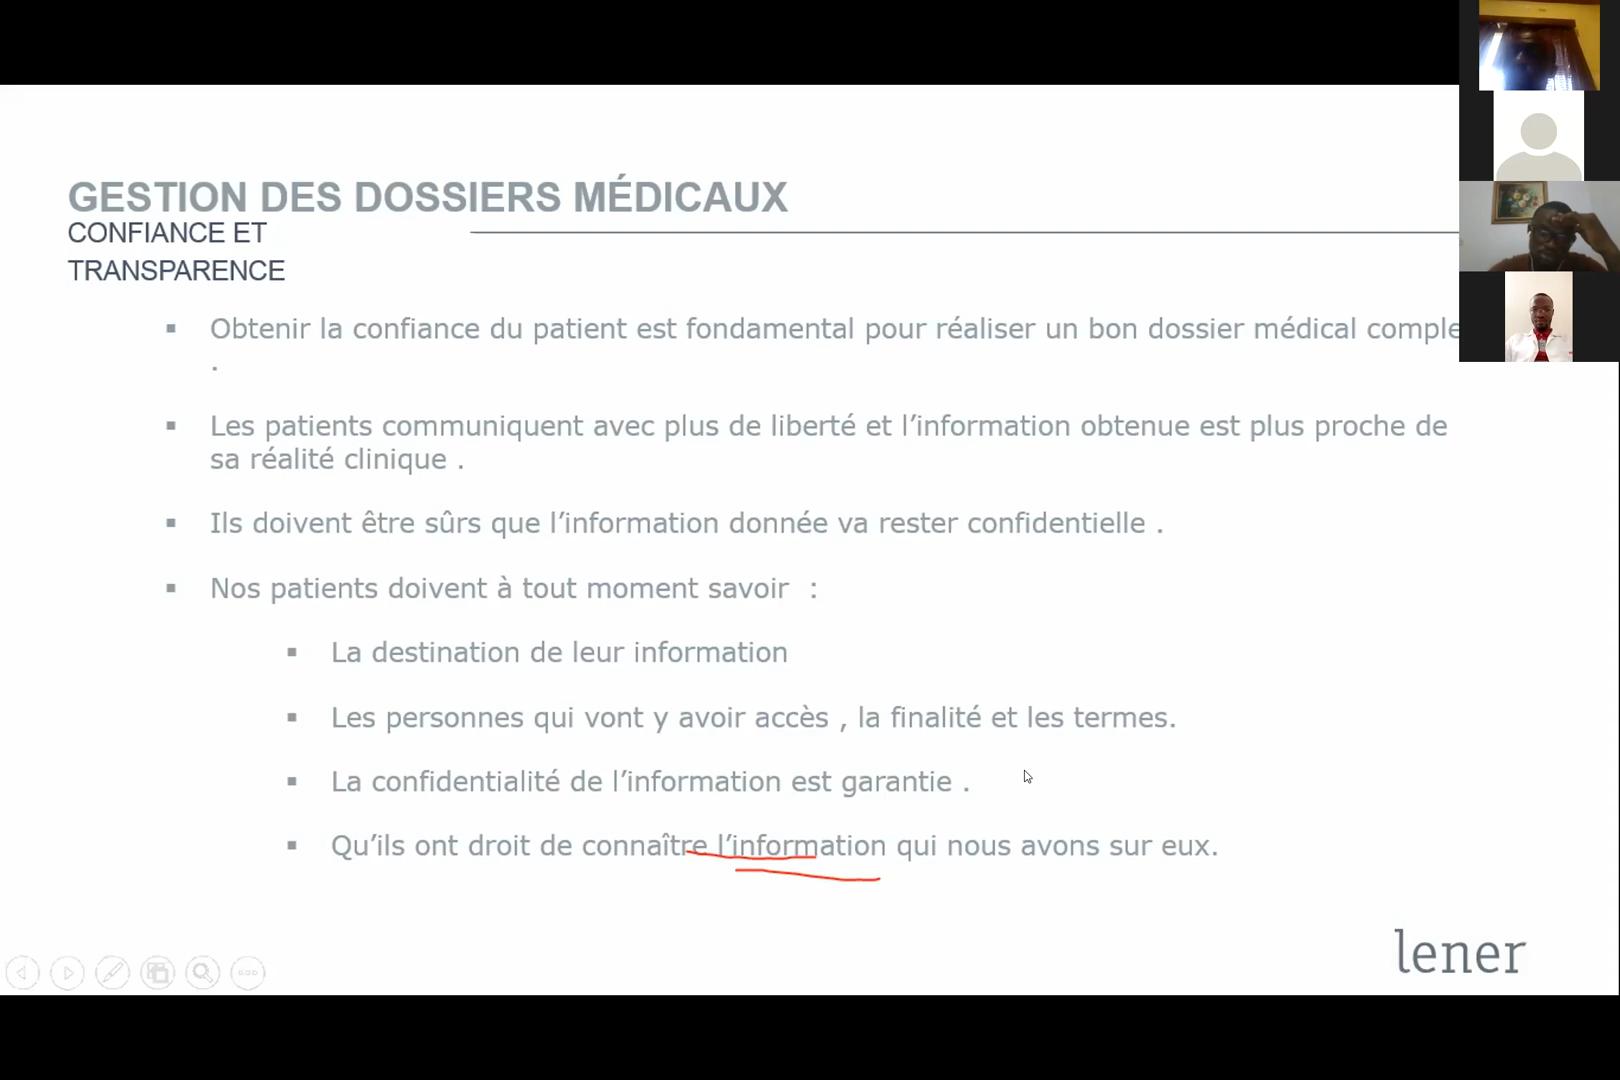 GESTION DES DOSSIERS MÉDICAUX
CONFIANCE ET
TRANSPARENCE
▪ Obtenir la confiance du patient est fondamental pour réaliser un bon dossier médical comple
.
▪ Les patients communiquent avec plus de liberté et l’information obtenue est plus proche de
sa réalité clinique .
▪ Ils doivent être sûrs que l’information donnée va rester confidentielle .
▪ Nos patients doivent à tout moment savoir :
▪ La destination de leur information
▪ Les personnes qui vont y avoir accès , la finalité et les termes.
▪ La confidentialité de l’information est garantie .
▪ Qu’ils ont droit de connaître l’information qui nous avons sur eux.
lener